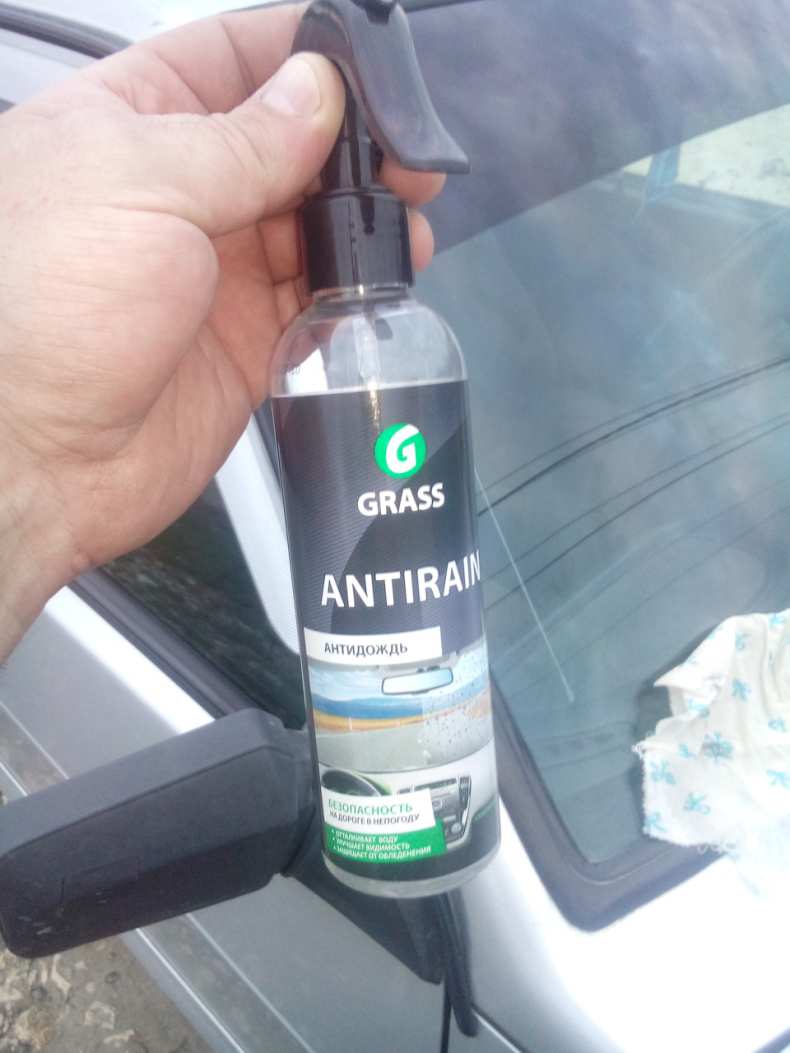 G
GRASS
ANTIRAIN
АНТИДОЖДЬ
БЕЗОПАСНОСТЬ
НА ДОРОГЕ В НЕПОГОДУ
• ОТТАЛКИВАЕТ ВОДУ
• УЛУЧШАЕТ ВИДИМОСТЬ
• ЗАЩИЩАЕТ ОТ ОБЛЕДЕНЕНИЯ